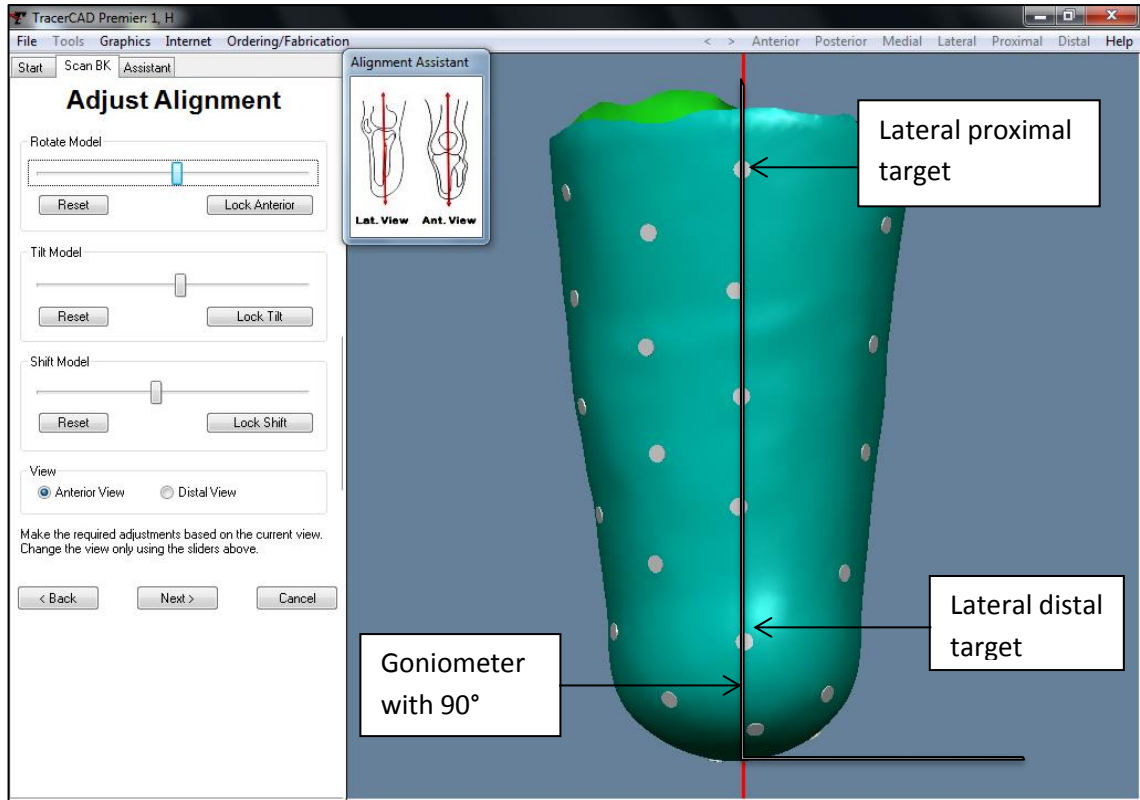 TracerCAD Premier: 1, H
File Tools Graphics Internet Ordering/Fabrication < > Anterior Posterior Medial Lateral Proximal Distal Help
Start Scan BK Assistant
Adjust Alignment
Rotate Model
Reset Lock Anterior
Tilt Model
Reset Lock Tilt
Shift Model
Reset Lock Shift
View
Anterior View Distal View
Make the required adjustments based on the current view.
Change the view only using the sliders above.
< Back Next > Cancel
Alignment Assistant
Lat. View Ant. View
Lateral proximal
target
Lateral distal
target
Goniometer
with 90°